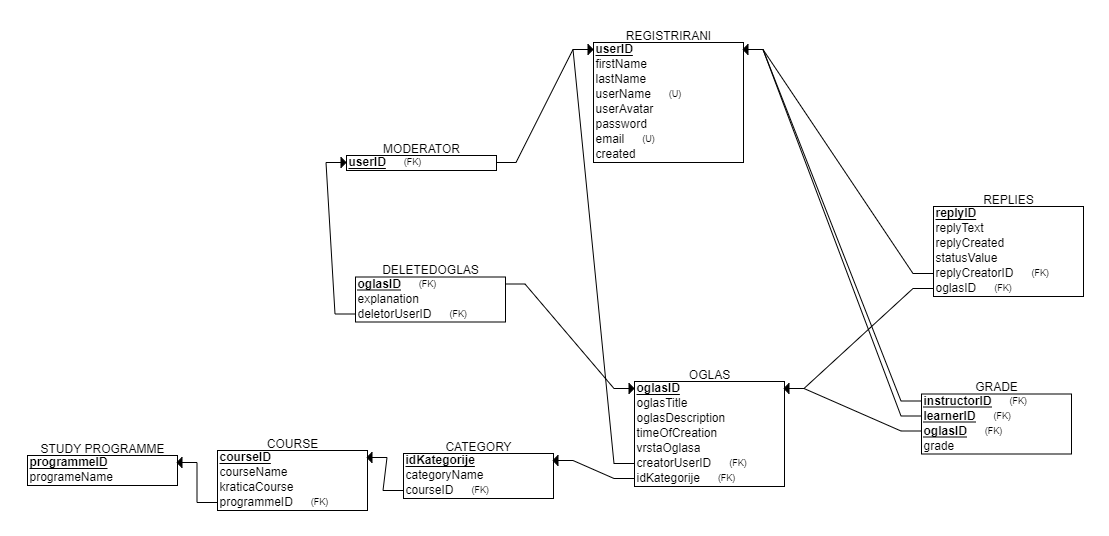 REGISTRIRANI
userID
firstName
lastName
userName (U)
userAvatar
password
email (U)
created
MODERATOR
userID (FK)
REPLIES
replyID
replyText
replyCreated
statusValue
replyCreatorID (FK)
oglasID (FK)
DELETEDOGLAS
oglasID (FK)
explanation
deletorUserID (FK)
OGLAS
oglasID
oglasTitle
oglasDescription
timeOfCreation
vrstaOglasa
creatorUserID (FK)
idKategorije (FK)
GRADE
instructorID (FK)
learnerID (FK)
oglasID (FK)
grade
STUDY PROGRAMME
programmeID
programeName
COURSE
courseID
courseName
kraticaCourse
programmeID (FK)
CATEGORY
idKategorije
categoryName
courseID (FK)